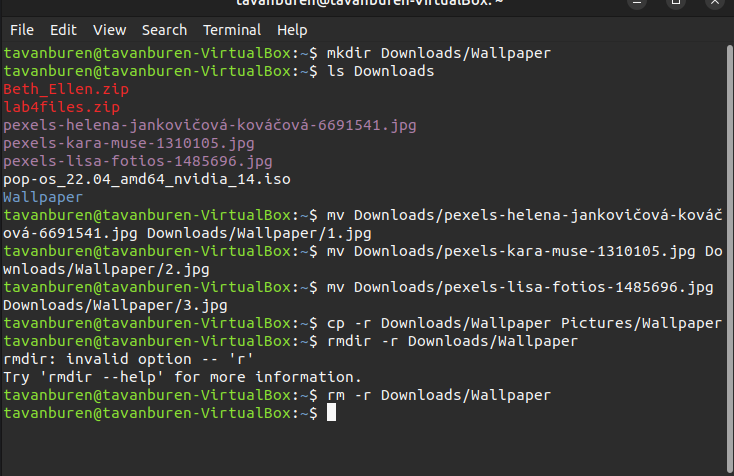 tavanburen@tavanburen-VirtualBox: ~
File Edit View Search Terminal Help
tavanburen@tavanburen-VirtualBox:~$ mkdir Downloads/Wallpaper
tavanburen@tavanburen-VirtualBox:~$ ls Downloads
Beth_Ellen.zip
lab4files.zip
pexels-helena-jankovičová-kováčová-6691541.jpg
pexels-kara-muse-1310105.jpg
pexels-lisa-fotios-1485696.jpg
pop-os_22.04_amd64_nvidia_14.iso
Wallpaper
tavanburen@tavanburen-VirtualBox:~$ mv Downloads/pexels-helena-jankovičová-kováč
ová-6691541.jpg Downloads/Wallpaper/1.jpg
tavanburen@tavanburen-VirtualBox:~$ mv Downloads/pexels-kara-muse-1310105.jpg Do
wnloads/Wallpaper/2.jpg
tavanburen@tavanburen-VirtualBox:~$ mv Downloads/pexels-lisa-fotios-1485696.jpg
Downloads/Wallpaper/3.jpg
tavanburen@tavanburen-VirtualBox:~$ cp -r Downloads/Wallpaper Pictures/Wallpaper
tavanburen@tavanburen-VirtualBox:~$ rmdir -r Downloads/Wallpaper
rmdir: invalid option -- 'r'
Try 'rmdir --help' for more information.
tavanburen@tavanburen-VirtualBox:~$ rm -r Downloads/Wallpaper
tavanburen@tavanburen-VirtualBox:~$